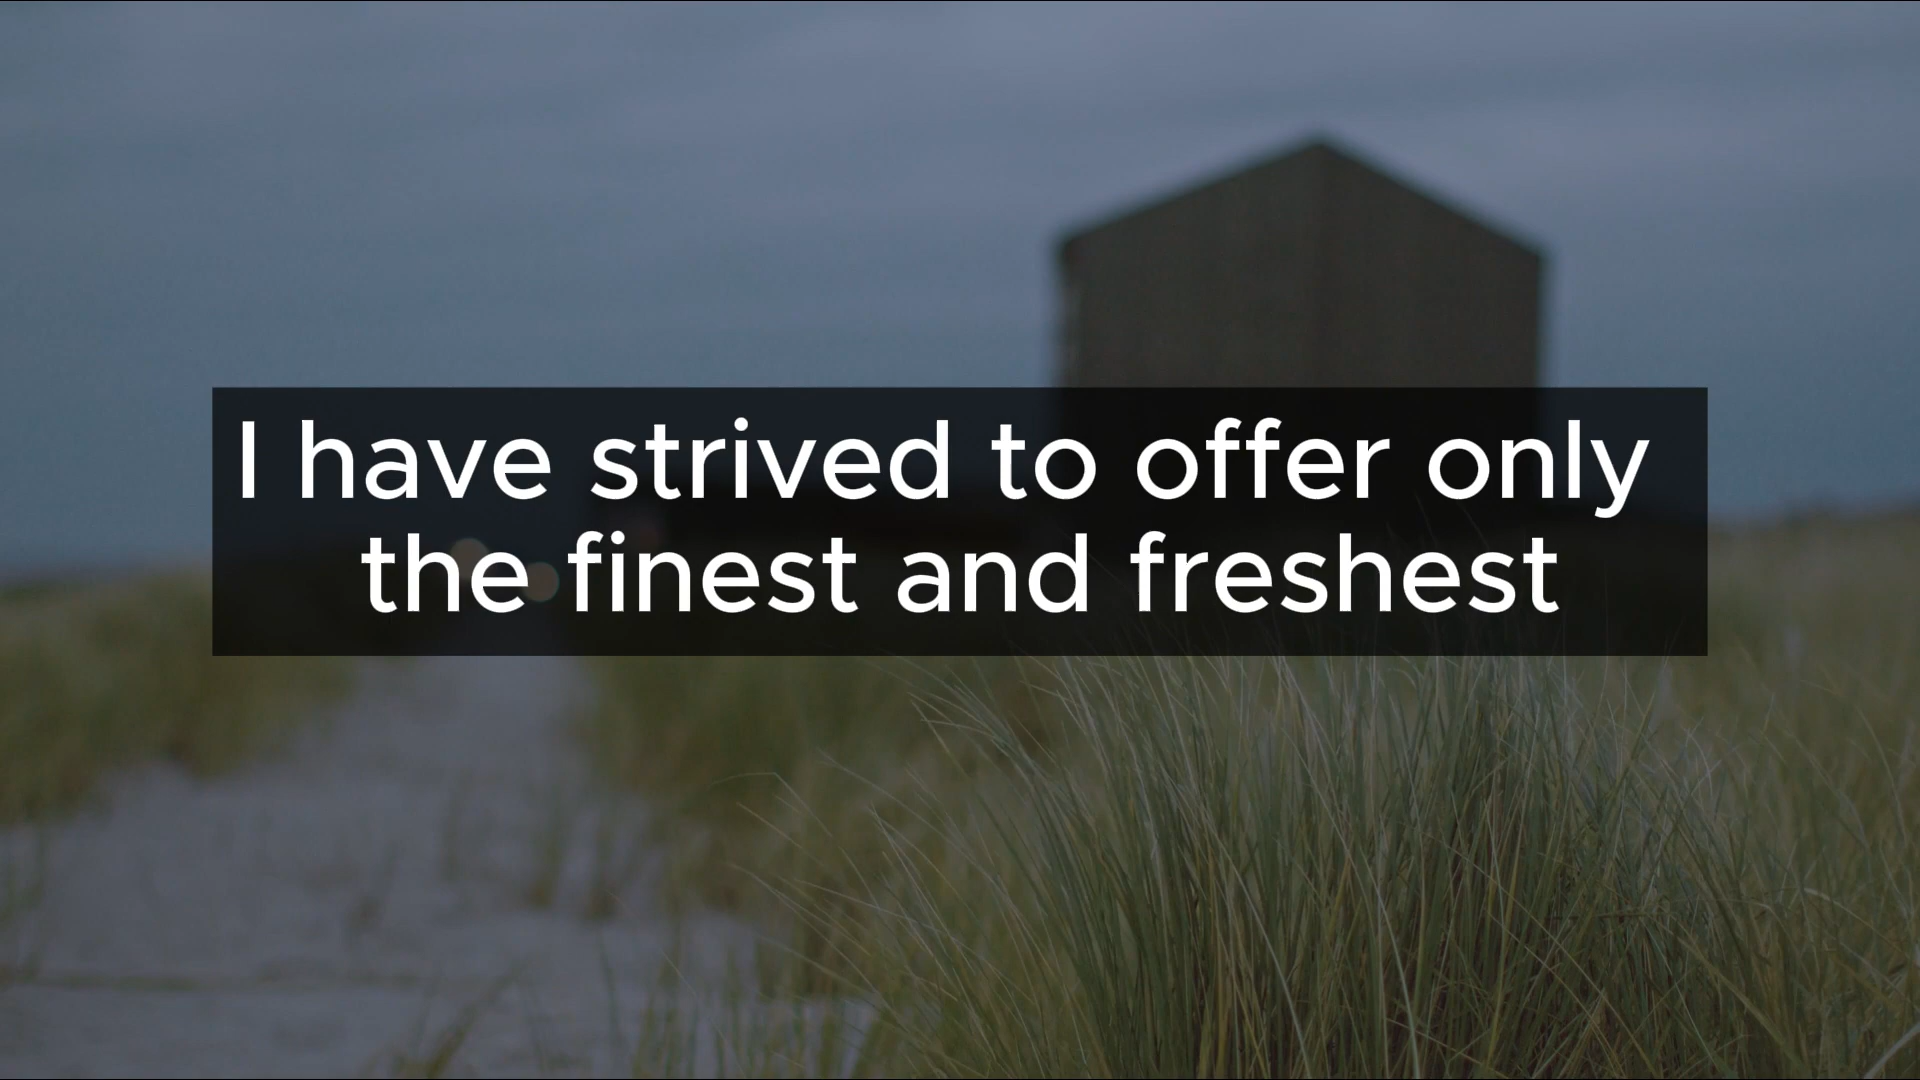 I have strived to offer only
the finest and freshest